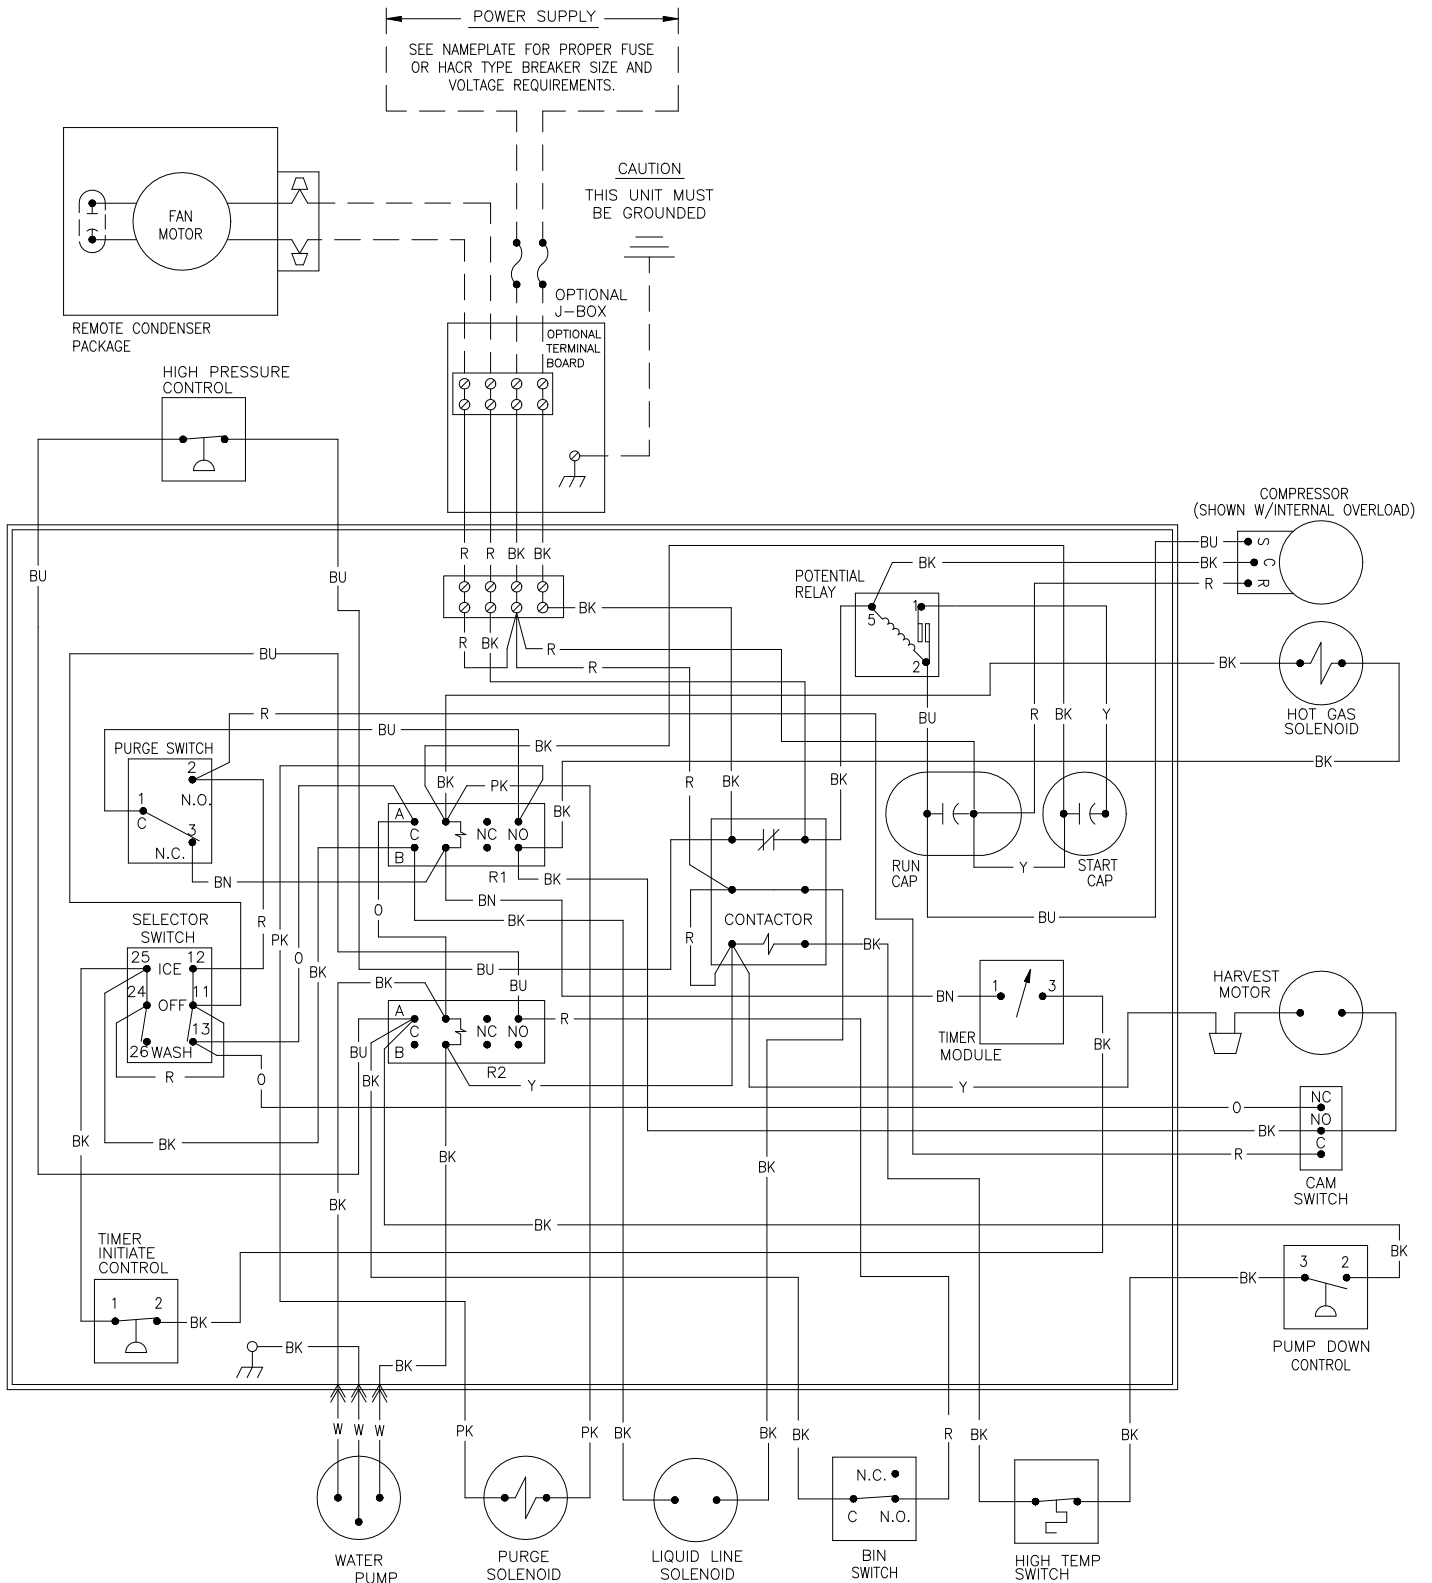 POWER SUPPLY
SEE NAMEPLATE FOR PROPER FUSE
OR HACR TYPE BREAKER SIZE AND
VOLTAGE REQUIREMENTS.
CAUTION
THIS UNIT MUST
BE GROUNDED
FAN
MOTOR
REMOTE CONDENSER
PACKAGE
OPTIONAL
J-BOX
OPTIONAL
TERMINAL
BOARD
HIGH PRESSURE
CONTROL
COMPRESSOR
(SHOWN W/INTERNAL OVERLOAD)
BU S
BK BK C
R R
R R BK BK
BU BU
POTENTIAL
RELAY
5 1
2
BK
R BK R
R
BU
BK
HOT GAS
SOLENOID
R BU R BK Y
BU
BK
BK
PURGE SWITCH
2
N.O.
1
C
3
N.C.
BK PK
R BK BK
BK
A
C NC NO
B
R1
RUN
CAP
Y
START
CAP
BN BK
BN
BK
O
R
BU
CONTACTOR
R
BK
SELECTOR
SWITCH
25 ICE 12
24 OFF 11
26 WASH 13
R
PK
O
BK
BU
BK
BU
A
C NC NO
B
R2
R
BU
BK
BN
1 3
TIMER
MODULE
BK
HARVEST
MOTOR
O
Y
Y
NC
NO
C
O
BK
R
CAM
SWITCH
BK
BK
BK
BK
BK
BK
BK
TIMER
INITIATE
CONTROL
1 2
BK
BK
BK
BK
3 2
PUMP DOWN
CONTROL
W W W
PK PK BK BK BK R BK BK
WATER
PUMP
PURGE
SOLENOID
LIQUID LINE
SOLENOID
N.C.
C N.O.
BIN
SWITCH
HIGH TEMP
SWITCH